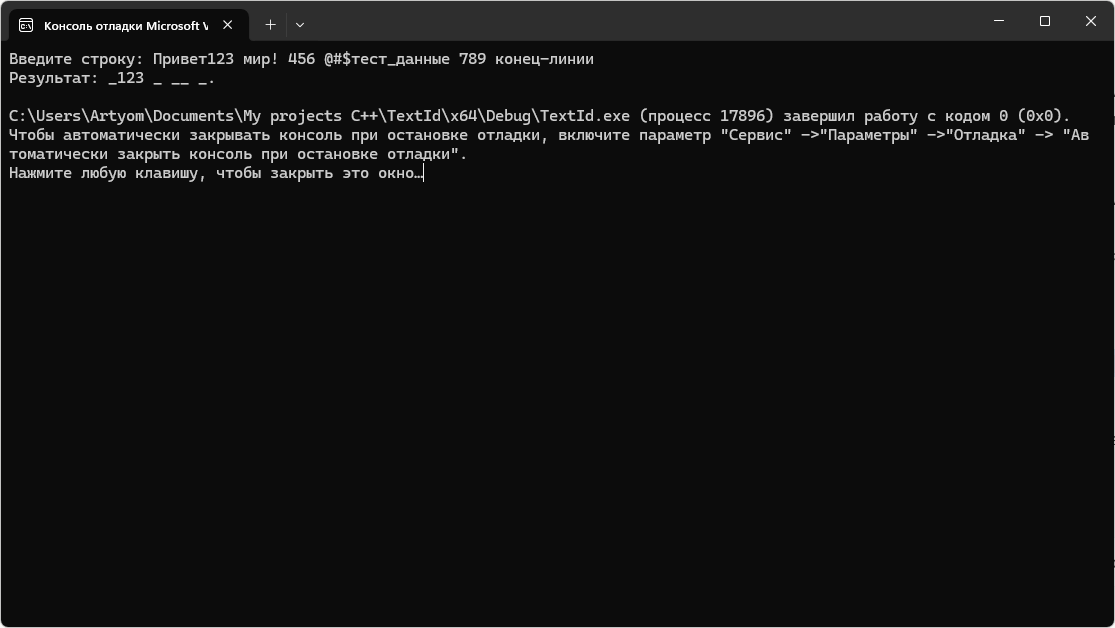 Консоль отладки Microsoft V
Введите строку: Привет123 мир! 456 @#$тест_данные 789 конец-линии
Результат: _123 _ __ _.
C:\Users\Artyom\Documents\My projects C++\TextId\x64\Debug\TextId.exe (процесс 17896) завершил работу с кодом 0 (0x0).
Чтобы автоматически закрывать консоль при остановке отладки, включите параметр "Сервис" ->"Параметры" ->"Отладка" -> "Ав
томатически закрыть консоль при остановке отладки".
Нажмите любую клавишу, чтобы закрыть это окно…